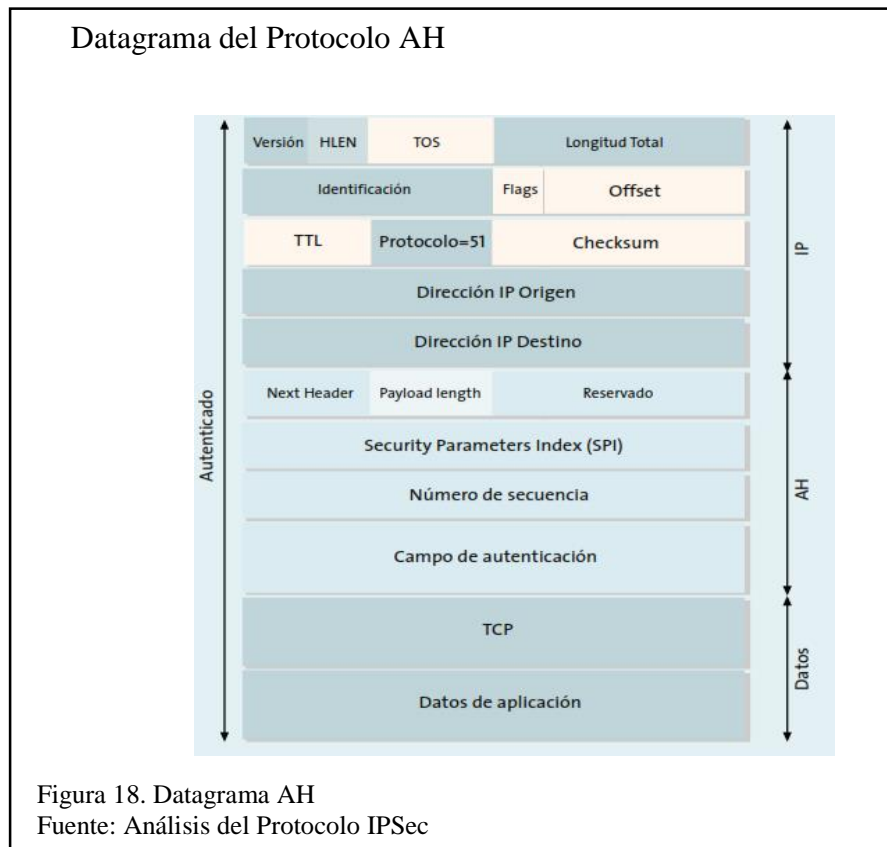 Datagrama del Protocolo AH
Versión HLEN TOS Longitud Total
Identificación Flags Offset
TTL Protocolo=51 Checksum
Dirección IP Origen
Dirección IP Destino
IP
Next Header Payload length Reservado
Security Parameters Index (SPI)
Número de secuencia
Campo de autenticación
AH
Autenticado
TCP
Datos de aplicación
Datos
Figura 18. Datagrama AH
Fuente: Análisis del Protocolo IPSec